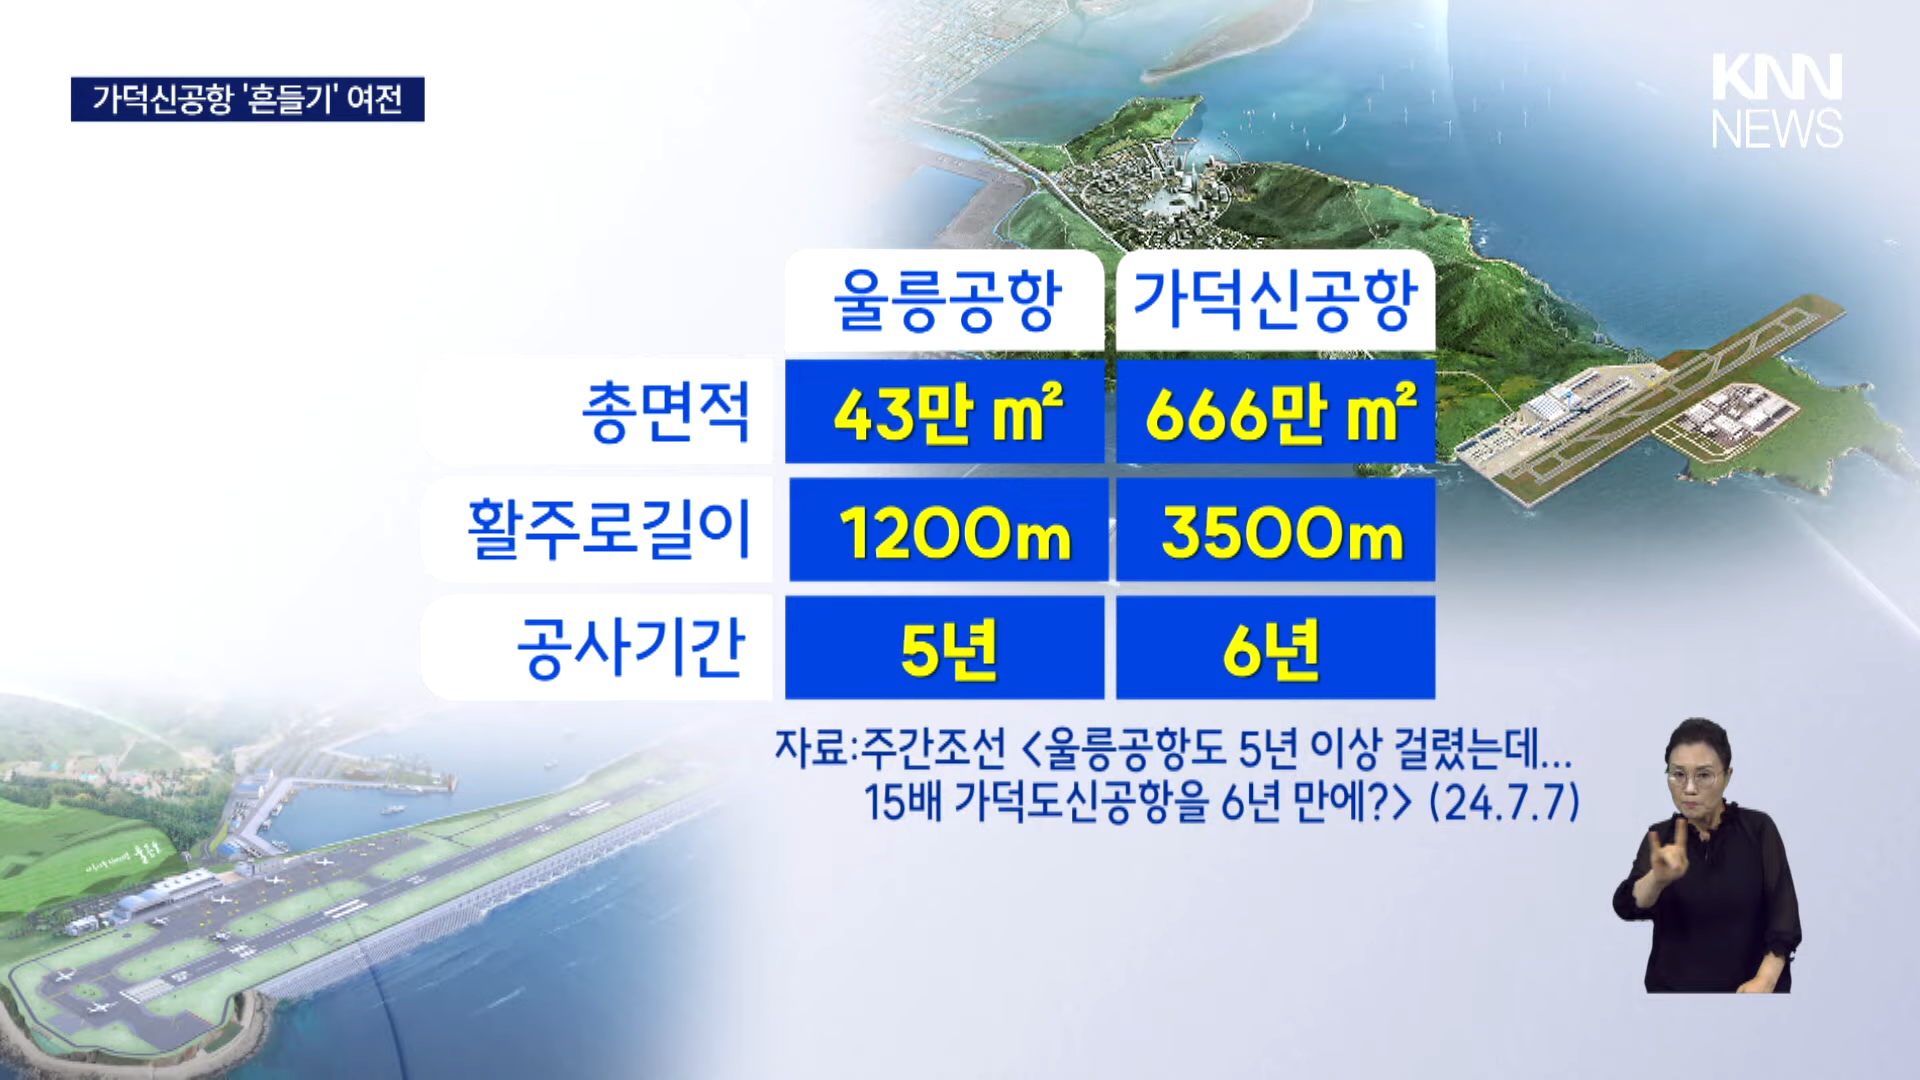 가덕신공항 '흔들기' 여전
KNN
NEWS
울릉공항 가덕신공항
총면적 43만 ㎡ 666만 ㎡
활주로길이 1200m 3500m
공사기간 5년 6년
자료:주간조선 <울릉공항도 5년 이상 걸렸는데...
15배 가덕도신공항을 6년 만에?> (24.7.7)
울릉도